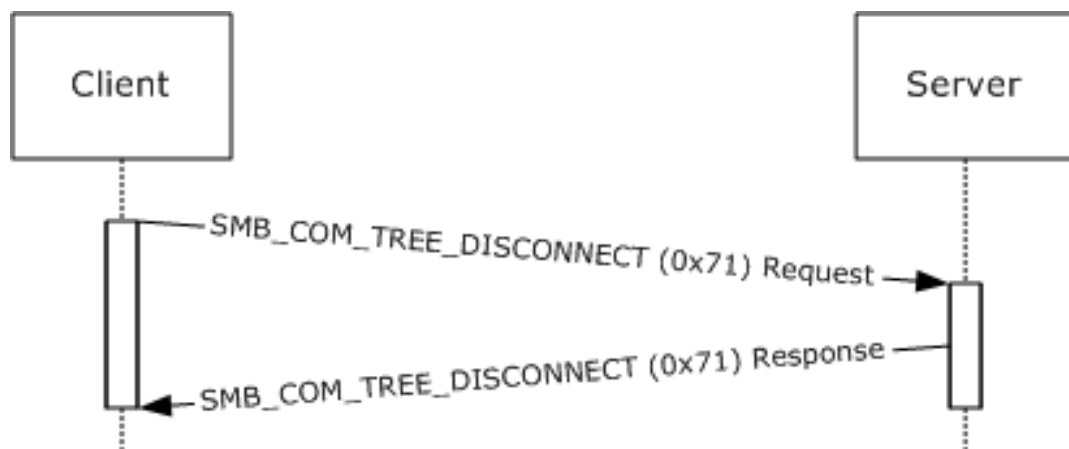 Client
Server
SMB_COM_TREE_DISCONNECT (0x71) Request
SMB_COM_TREE_DISCONNECT (0x71) Response